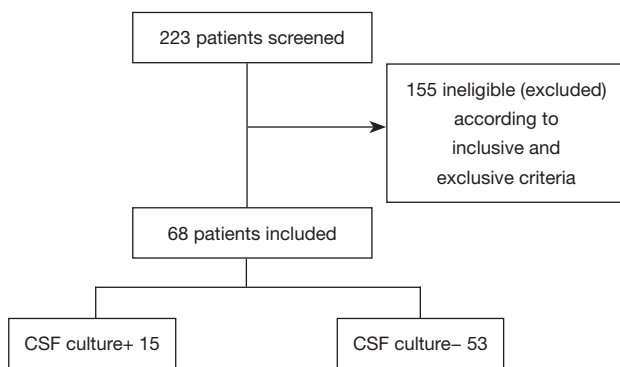 223 patients screened
155 ineligible (excluded)
according to
inclusive and
exclusive criteria
68 patients included
CSF culture+ 15
CSF culture− 53